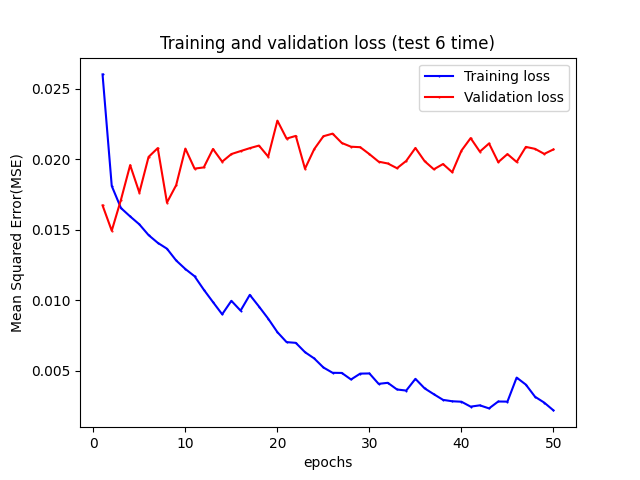 Training and validation loss (test 6 time)
Training loss
Validation loss
Mean Squared Error(MSE)
0.025
0.020
0.015
0.010
0.005
0 10 20 30 40 50
epochs